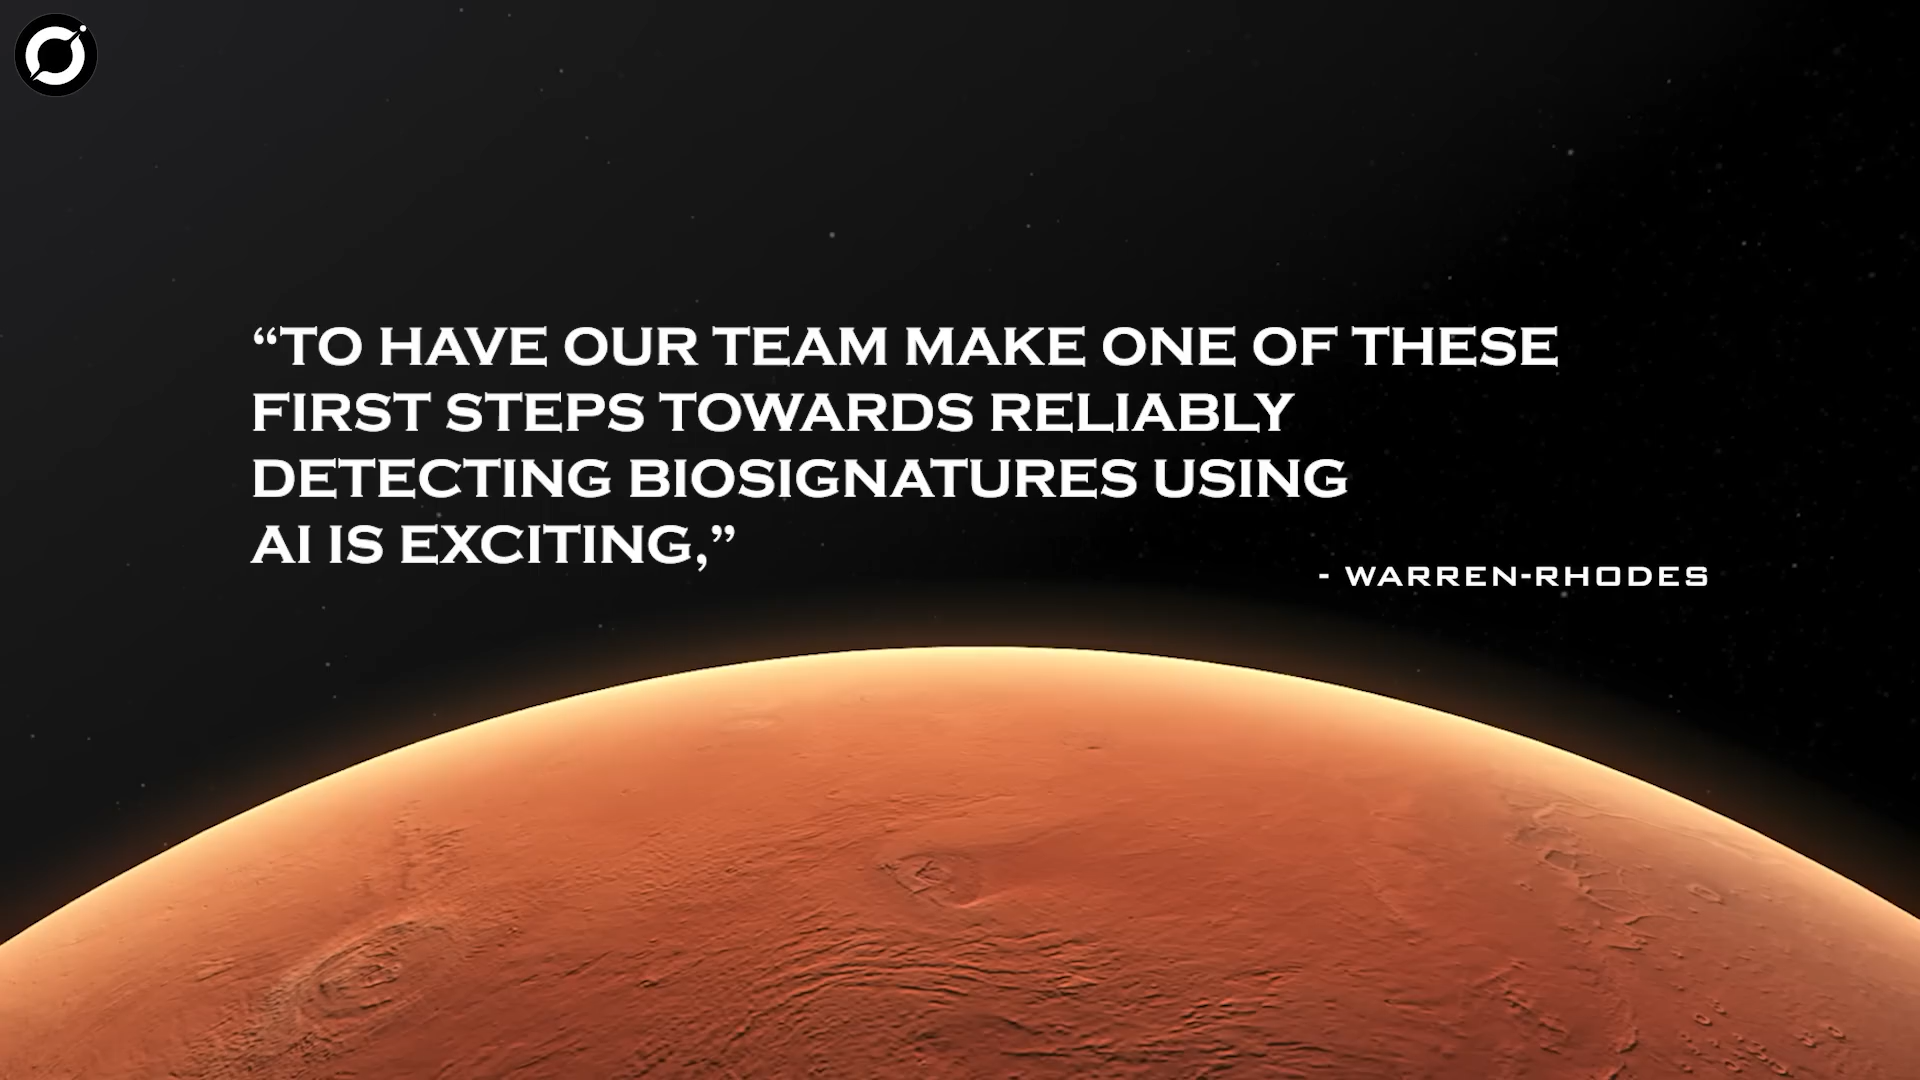 “TO HAVE OUR TEAM MAKE ONE OF THESE
FIRST STEPS TOWARDS RELIABLY
DETECTING BIOSIGNATURES USING
AI IS EXCITING,”
- WARREN-RHODES